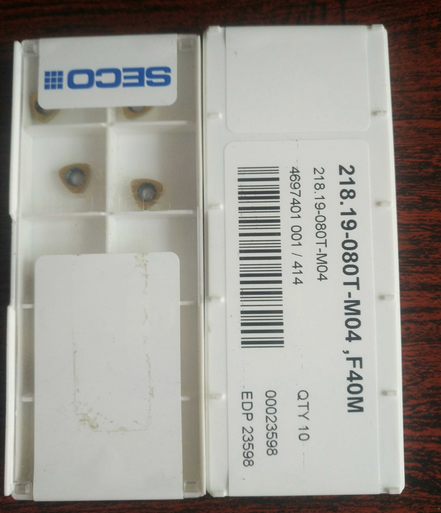 SECO
218.19-080T-M04 ,F40M
218.19-080T-M04
4697401 001 / 414
QTY 10
00023598
EDP 23598